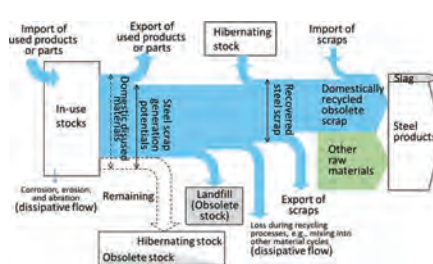 Import of
used products
or parts
Export of
used products
or parts
Hibernating
stock
Import of
scraps
In-use
stocks
Domestic disused
materials
Steel scrap
generation
potentials
Recovered
steel scrap
Domestically
recycled
obsolete
scrap
Slag
Steel
products
Other
raw
materials
Corrosion, erosion,
and abration
(dissipative flow)
Remaining
Landfill
(Obsolete
stock)
Export of
scraps
Loss during recycling
processes, e.g., mixing into
other material cycles
(dissipative flow)
Hibernating stock
Obsolete stock